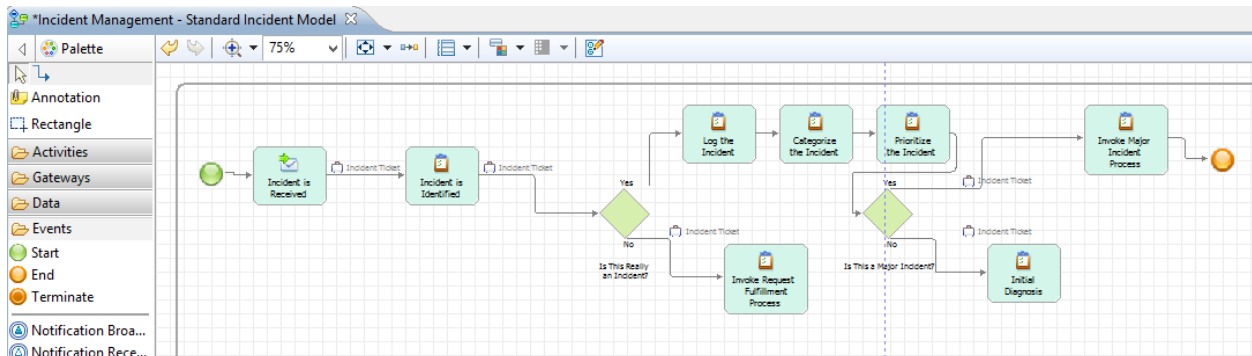 *Incident Management - Standard Incident Model
Palette
75%
Annotation
Rectangle
Activities
Gateways
Data
Events
Start
End
Terminate
Notification Broa...
Notification Rece...
Incident is
Received
Incident Ticket
Incident is
Identified
Incident Ticket
Yes
No
Is This Really
an Incident?
Incident Ticket
Invoke Request
Fulfillment
Process
Log the
Incident
Categorize
the Incident
Prioritize
the Incident
Yes
No
Is This a Major Incident?
Incident Ticket
Incident Ticket
Initial
Diagnosis
Invoke Major
Incident
Process